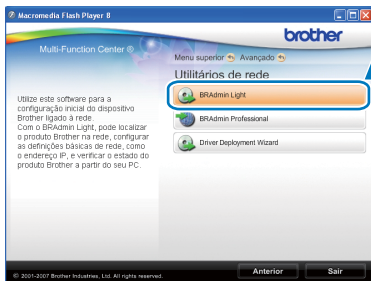 Macromedia Flash Player 8
brother
Multi-Function Center ®
Menu superior Avançado
Utilitários de rede
BRAdmin Light
BRAdmin Professional
Driver Deployment Wizard
Utilize este software para a
configuração inicial do dispositivo
Brother ligado à rede.
Com o BRAdmin Light, pode localizar
o produto Brother na rede, configurar
as definições básicas de rede, como
o endereço IP, e verificar o estado do
produto Brother a partir do seu PC.
© 2001-2007 Brother Industries, Ltd. All rights reserved.
Anterior
Sair